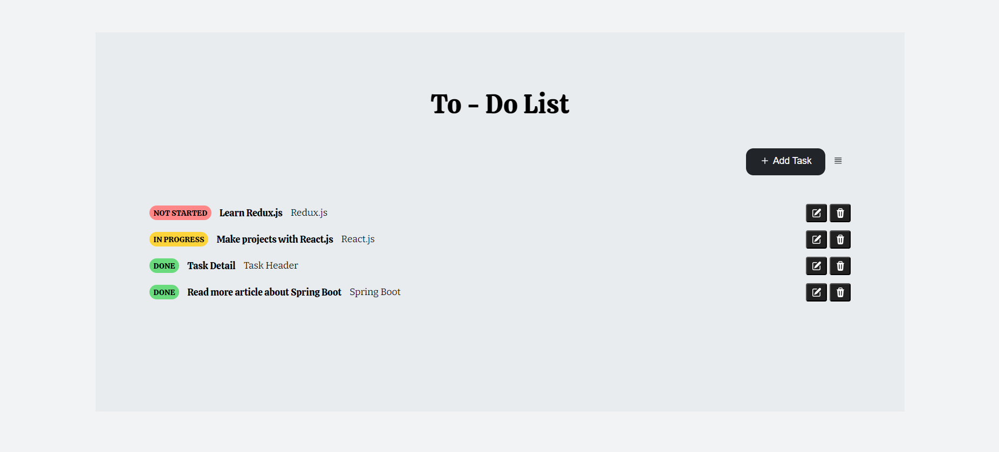 To - Do List
Add Task
NOT STARTED Learn Redux.js Redux.js
IN PROGRESS Make projects with React.js React.js
DONE Task Detail Task Header
DONE Read more article about Spring Boot Spring Boot